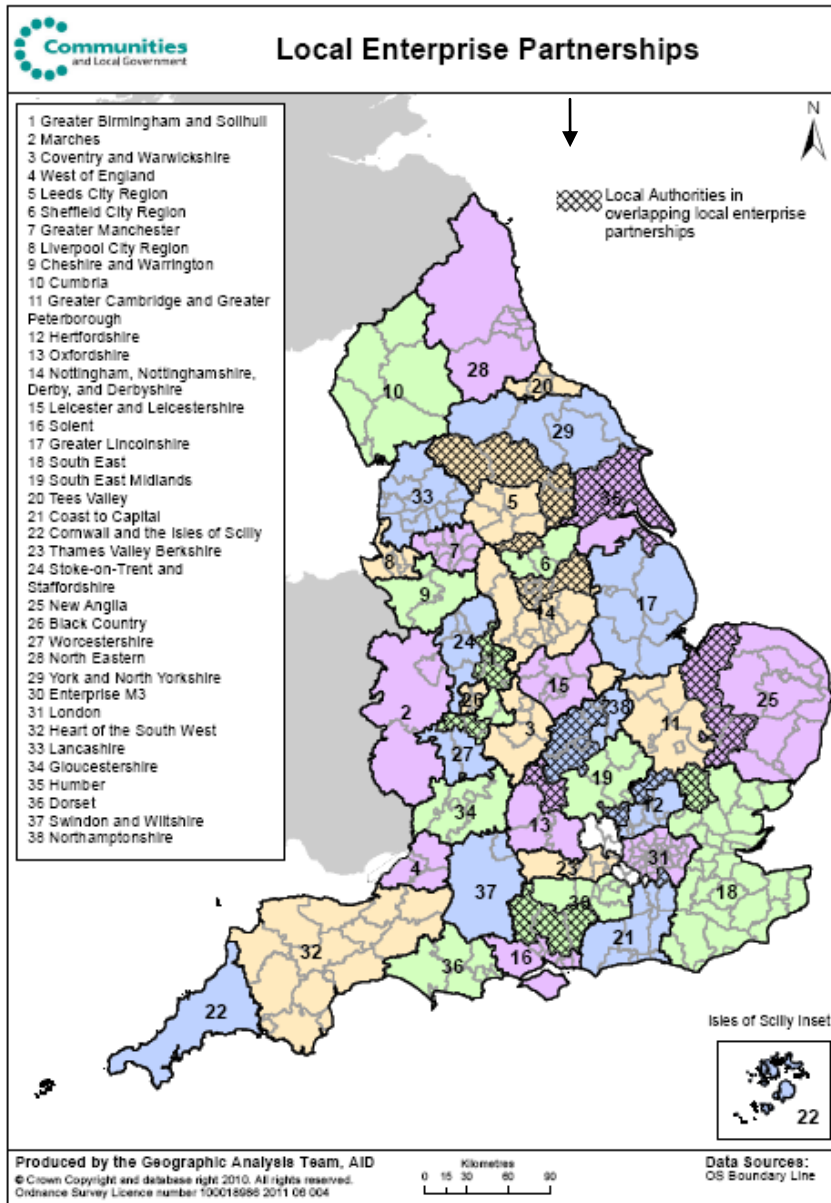 Communities
and Local Government
Local Enterprise Partnerships
N
1 Greater Birmingham and Solihull
2 Marches
3 Coventry and Warwickshire
4 West of England
5 Leeds City Region
6 Sheffield City Region
7 Greater Manchester
8 Liverpool City Region
9 Cheshire and Warrington
10 Cumbria
11 Greater Cambridge and Greater
Peterborough
12 Hertfordshire
13 Oxfordshire
14 Nottingham, Nottinghamshire,
Derby, and Derbyshire
15 Leicester and Leicestershire
16 Solent
17 Greater Lincolnshire
18 South East
19 South East Midlands
20 Tees Valley
21 Coast to Capital
22 Cornwall and the Isles of Scilly
23 Thames Valley Berkshire
24 Stoke-on-Trent and
Staffordshire
25 New Anglia
26 Black Country
27 Worcestershire
28 North Eastern
29 York and North Yorkshire
30 Enterprise M3
31 London
32 Heart of the South West
33 Lancashire
34 Gloucestershire
35 Humber
36 Dorset
37 Swindon and Wiltshire
38 Northamptonshire
Local Authorities in
overlapping local enterprise
partnerships
28
10
20
29
33
5
35
7
8
6
9
14
17
24
15
25
26
2
38
11
3
27
19
12
34
13
31
4
23
37
30
18
21
32
16
36
22
Isles of Scilly Inset
22
Produced by the Geographic Analysis Team, AID
© Crown Copyright and database right 2010. All rights reserved.
Ordnance Survey Licence number 100018986 2011 06 004
Kilometres
0 15 30 60 90
Data Sources:
OS Boundary Line